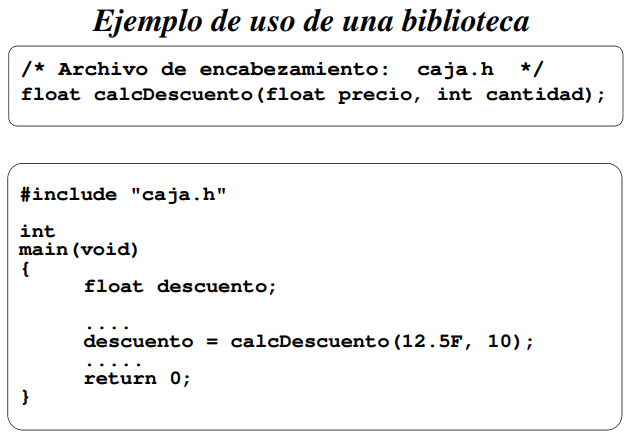 Ejemplo de uso de una biblioteca
/* Archivo de encabezamiento:  caja.h  */
float calcDescuento(float precio, int cantidad);
#include "caja.h"
int
main(void)
{
float descuento;
....
descuento = calcDescuento(12.5F, 10);
.....
return 0;
}